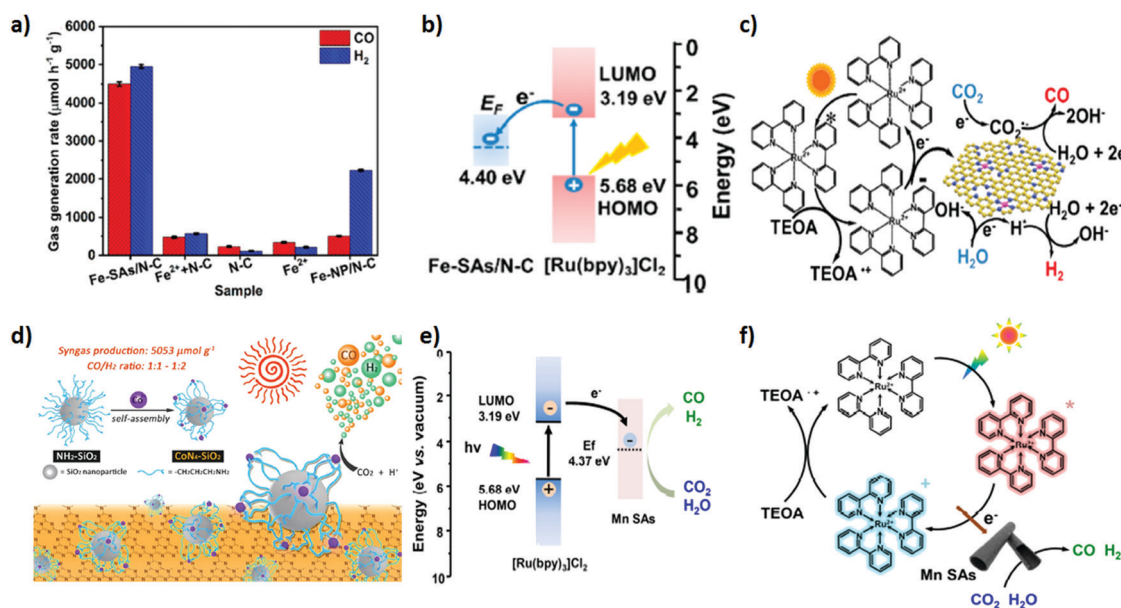 a)
Gas generation rate (μmol h⁻¹ g⁻¹)
6000
5000
4000
3000
2000
1000
500
0
CO
H₂
Fe-SAs/N-C
Fe²⁺+N-C
N-C
Fe²⁺
Fe-NP/N-C
Sample
b)
E_F
e⁻
LUMO
3.19 eV
4.40 eV
5.68 eV
HOMO
Fe-SAs/N-C
[Ru(bpy)₃]Cl₂
0
2
4
6
8
10
Energy (eV)
c)
*
N
Ru²⁺
TEOA
TEOA·⁺
e⁻
-
CO₂
e⁻
CO₂·⁻
CO
2OH⁻
H₂O + 2e⁻
H₂O + 2e⁻
OH⁻
e⁻
H·
OH⁻
H₂O
H₂
d)
Syngas production: 5053 μmol g⁻¹
CO/H₂ ratio: 1:1 - 1:2
Co
self-assembly
NH₂-SiO₂
CoN₄-SiO₂
= SiO₂ nanoparticle
= -CH₂CH₂CH₂NH₂
CO
H₂
CO₂ + H⁺
e)
Energy (eV vs. vacuum)
0
2
4
6
8
10
LUMO
3.19 eV
e⁻
hν
5.68 eV
HOMO
[Ru(bpy)₃]Cl₂
Ef
4.37 eV
Mn SAs
CO
H₂
CO₂
H₂O
f)
TEOA·⁺
TEOA
N
Ru²⁺
*
+
e⁻
Mn SAs
CO H₂
CO₂ H₂O